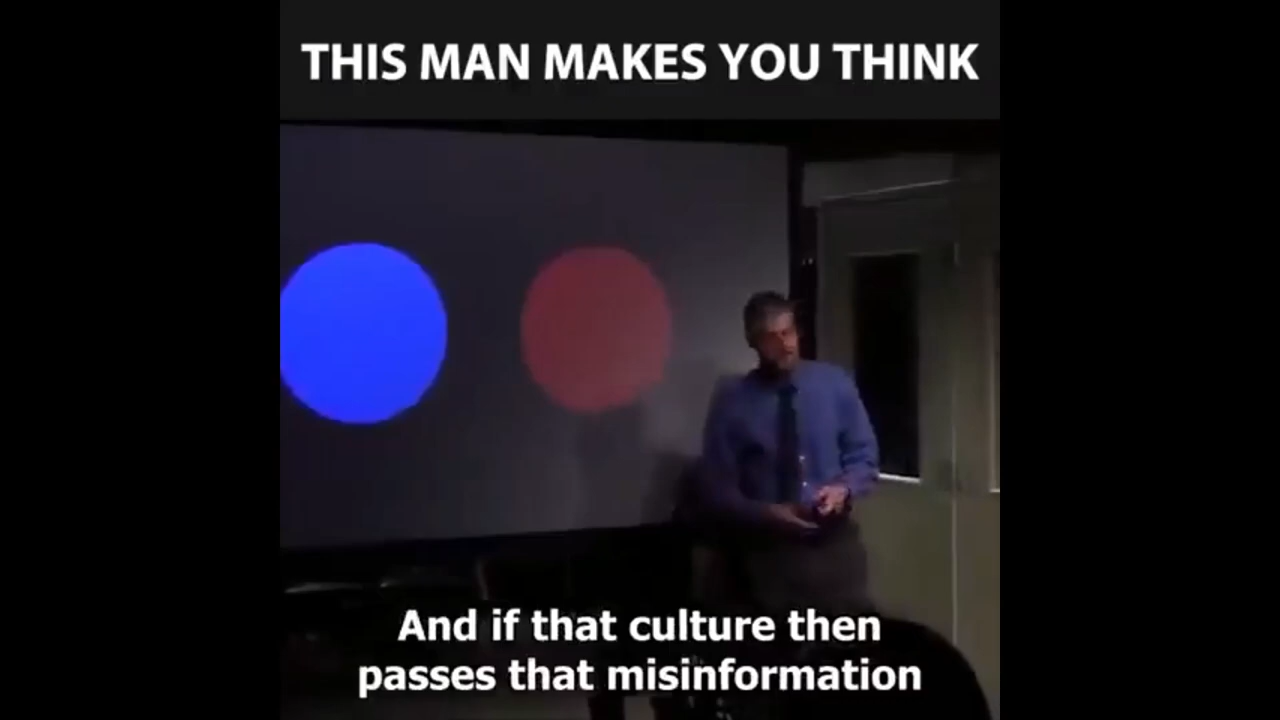 THIS MAN MAKES YOU THINK
And if that culture then
passes that misinformation